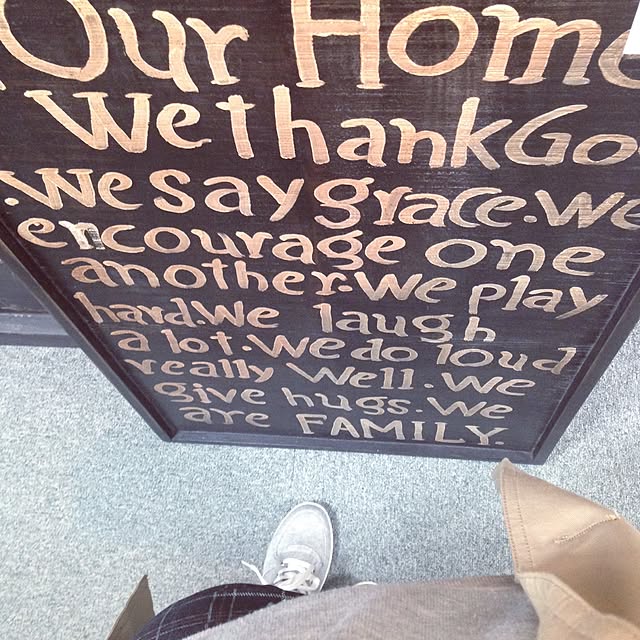 Our Home
We thank God
.We say grace.We
encourage one
another.We play
hard.We laugh
a lot.We do loud
really well.We
give hugs.We
are FAMILY.